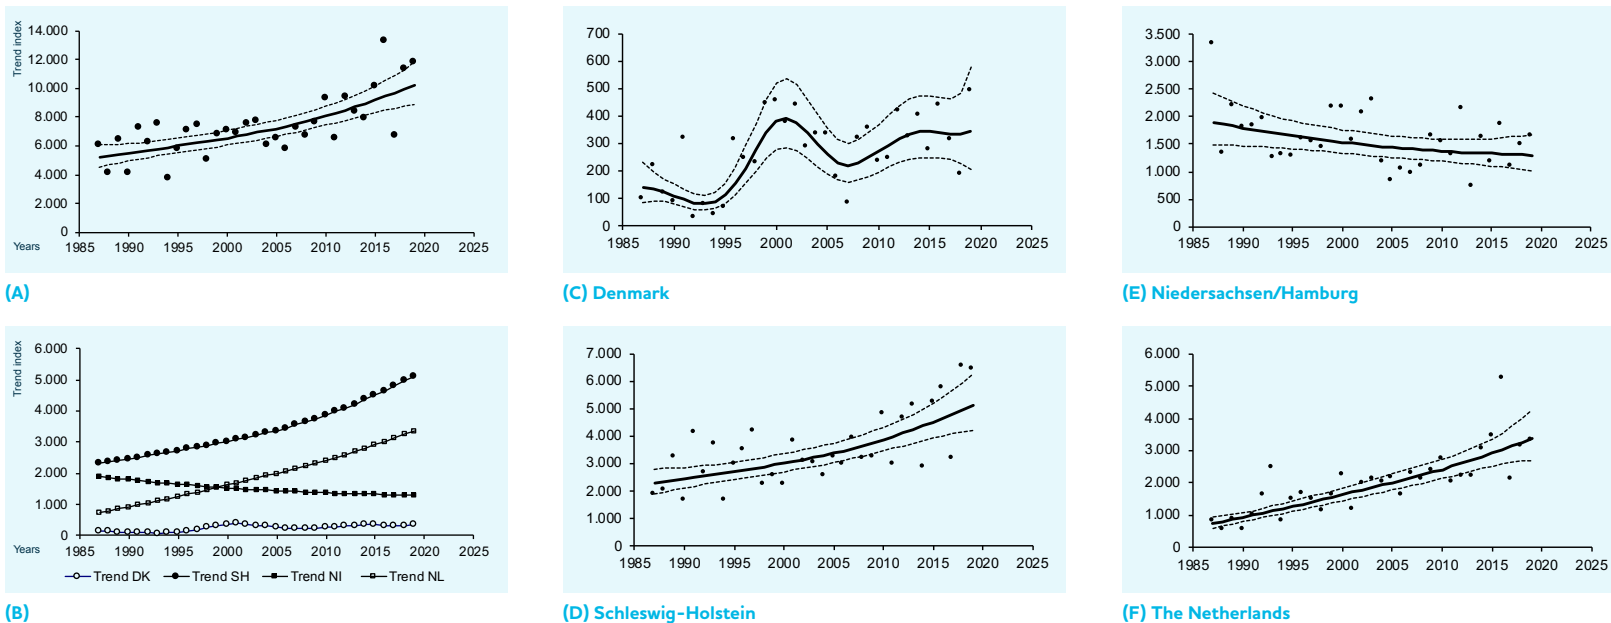 Trend index
14.000
12.000
10.000
8.000
6.000
4.000
2.000
0
Years
1985 1990 1995 2000 2005 2010 2015 2020 2025
(A)
700
600
500
400
300
200
100
0
1985 1990 1995 2000 2005 2010 2015 2020 2025
(C) Denmark
3.500
3.000
2.500
2.000
1.500
1.000
500
0
1985 1990 1995 2000 2005 2010 2015 2020 2025
(E) Niedersachsen/Hamburg
Trend index
6.000
5.000
4.000
3.000
2.000
1.000
0
Years
1985 1990 1995 2000 2005 2010 2015 2020 2025
Trend DK Trend SH Trend NI Trend NL
(B)
7.000
6.000
5.000
4.000
3.000
2.000
1.000
0
1985 1990 1995 2000 2005 2010 2015 2020 2025
(D) Schleswig-Holstein
6.000
5.000
4.000
3.000
2.000
1.000
0
1985 1990 1995 2000 2005 2010 2015 2020 2025
(F) The Netherlands